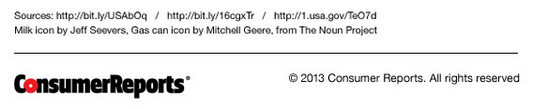 Sources: http://bit.ly/USAbOq / http://bit.ly/16cgxTr / http://1.usa.gov/TeO7d
Milk icon by Jeff Seevers, Gas can icon by Mitchell Geere, from The Noun Project
ConsumerReports®
© 2013 Consumer Reports. All rights reserved